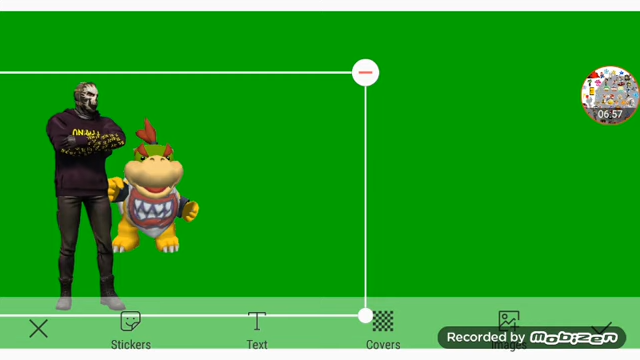 06:57
Stickers
Text
Covers
Images
Recorded by Mobizen